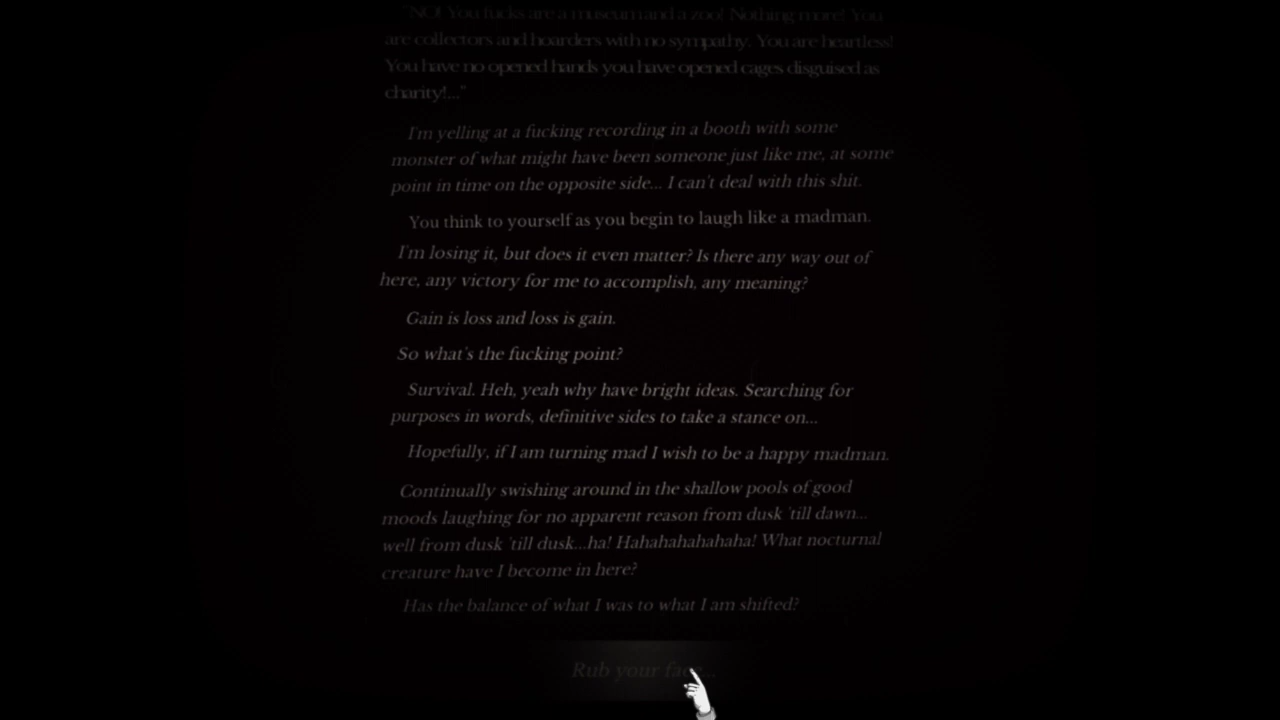 "NO! You fucks are a museum and a zoo! Nothing more! You
are collectors and hoarders with no sympathy. You are heartless!
You have no opened hands you have opened cages disguised as
charity!..."
I'm yelling at a fucking recording in a booth with some
monster of what might have been someone just like me, at some
point in time on the opposite side... I can't deal with this shit.
You think to yourself as you begin to laugh like a madman.
I'm losing it, but does it even matter? Is there any way out of
here, any victory for me to accomplish, any meaning?
Gain is loss and loss is gain.
So what's the fucking point?
Survival. Heh, yeah why have bright ideas. Searching for
purposes in words, definitive sides to take a stance on...
Hopefully, if I am turning mad I wish to be a happy madman.
Continually swishing around in the shallow pools of good
moods laughing for no apparent reason from dusk 'till dawn...
well from dusk 'till dusk...ha! Hahahahahahaha! What nocturnal
creature have I become in here?
Has the balance of what I was to what I am shifted?
Rub your face...